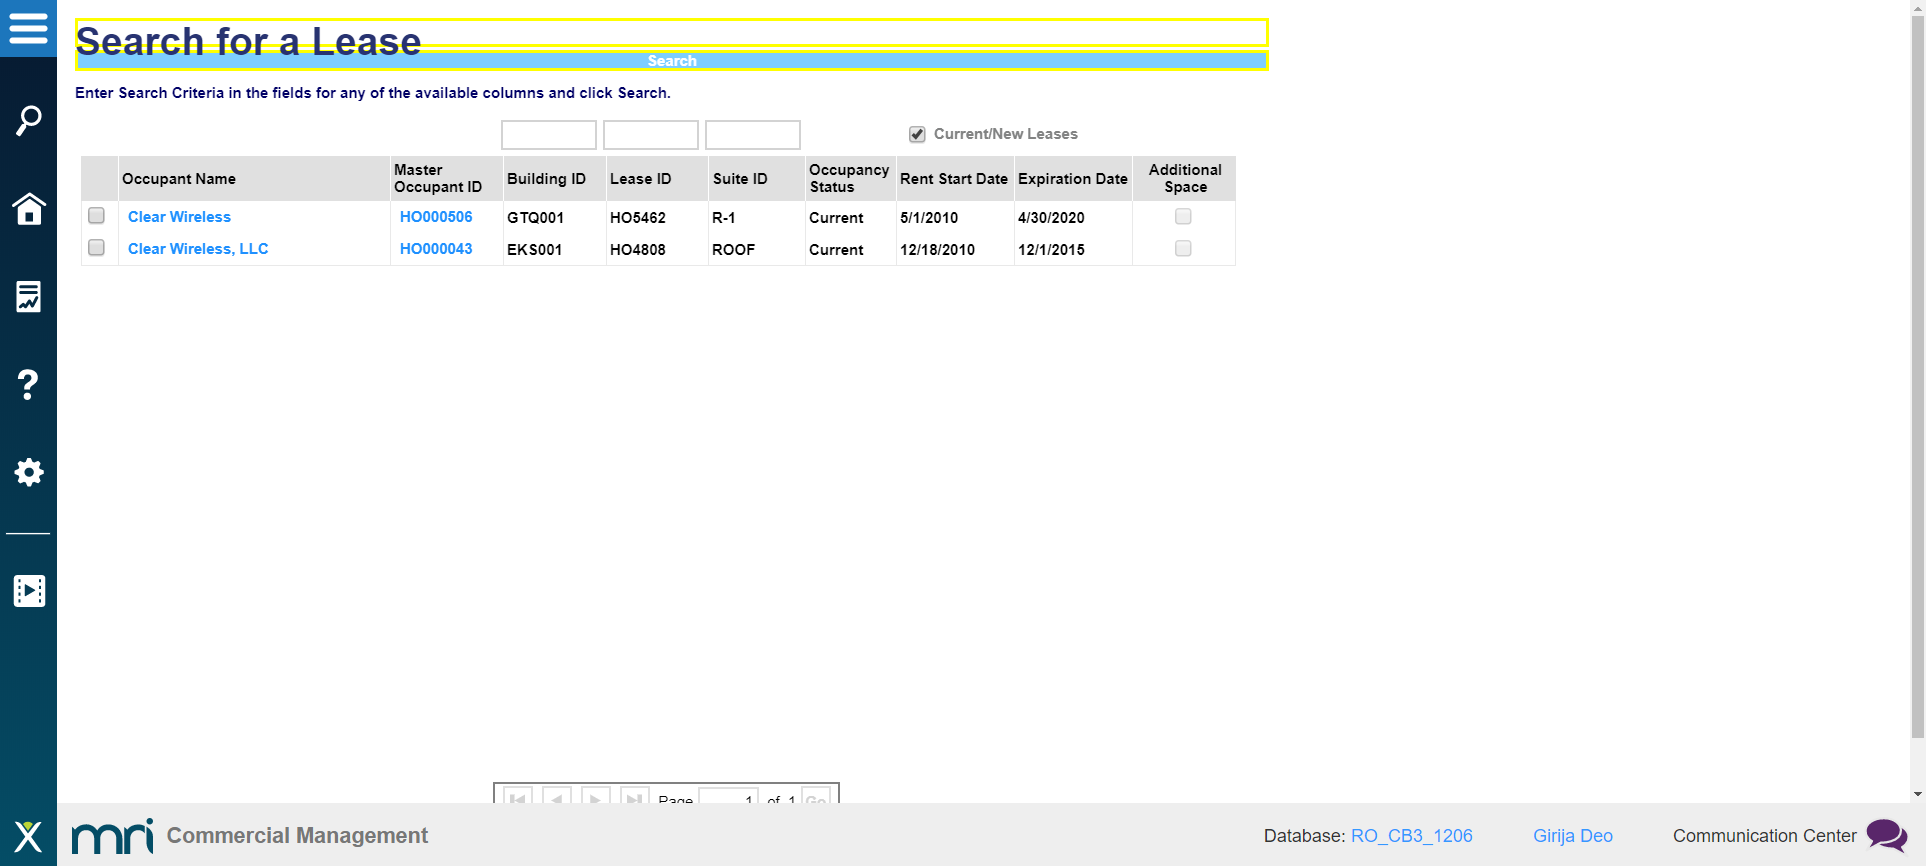 Search for a Lease
Search
Enter Search Criteria in the fields for any of the available columns and click Search.
Current/New Leases
Occupant Name Master Occupant ID Building ID Lease ID Suite ID Occupancy Status Rent Start Date Expiration Date Additional Space
Clear Wireless HO000506 GTQ001 HO5462 R-1 Current 5/1/2010 4/30/2020
Clear Wireless, LLC HO000043 EKS001 HO4808 ROOF Current 12/18/2010 12/1/2015
Page 1 of 1 Go
mri Commercial Management Database: RO_CB3_1206 Girija Deo Communication Center